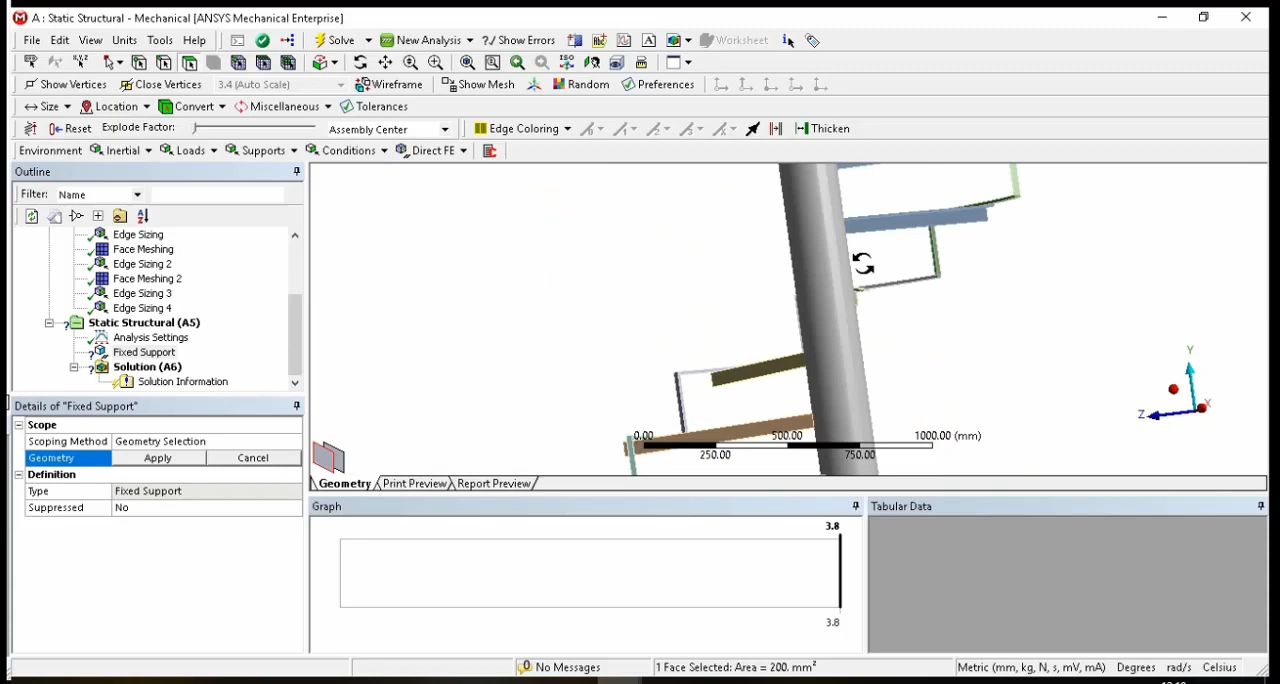 A : Static Structural - Mechanical [ANSYS Mechanical Enterprise]
File Edit View Units Tools Help Solve New Analysis ?/ Show Errors Worksheet
Show Vertices Close Vertices 3.4 (Auto Scale) Wireframe Show Mesh Random Preferences
Size Location Convert Miscellaneous Tolerances
Reset Explode Factor: Assembly Center Edge Coloring Thicken
Environment Inertial Loads Supports Conditions Direct FE
Outline
Filter: Name
Edge Sizing
Face Meshing
Edge Sizing 2
Face Meshing 2
Edge Sizing 3
Edge Sizing 4
Static Structural (A5)
Analysis Settings
Fixed Support
Solution (A6)
Solution Information
Details of "Fixed Support"
Scope
Scoping Method Geometry Selection
Geometry Apply Cancel
Definition
Type Fixed Support
Suppressed No
Y
Z X
0.00 500.00 1000.00 (mm)
250.00 750.00
Geometry Print Preview Report Preview
Graph
3.8
3.8
Tabular Data
0 No Messages 1 Face Selected: Area = 200. mm² Metric (mm, kg, N, s, mV, mA) Degrees rad/s Celsius